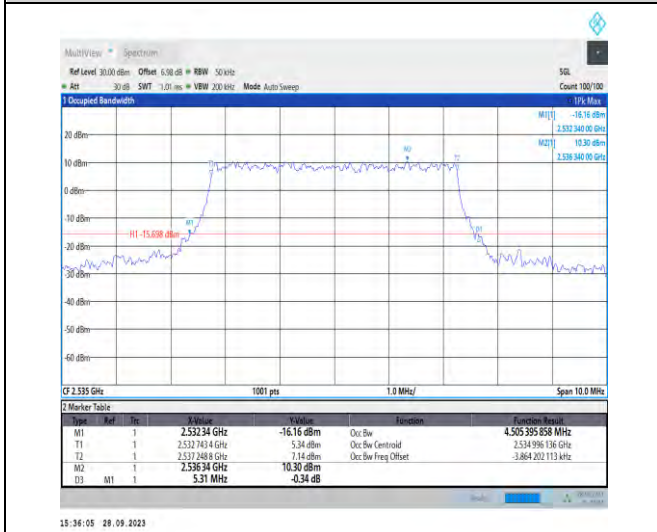 MultiView Spectrum
Ref Level 30.00 dBm Offset 6.98 dB RBW 50 kHz SGL
Att 30 dB SWT 1.01 ms VBW 200 kHz Mode Auto Sweep Count 100/100
1 Occupied Bandwidth 1Pk Max
M1[1] -16.16 dBm
2.532 340 00 GHz
M2[1] 10.30 dBm
2.536 340 00 GHz
20 dBm
M2
T1 T2
10 dBm
0 dBm
-10 dBm
M1
D3
H1 -15.698 dBm
-20 dBm
-30 dBm
-40 dBm
-50 dBm
-60 dBm
CF 2.535 GHz 1001 pts 1.0 MHz/ Span 10.0 MHz
2 Marker Table
Type Ref Trc X-Value Y-Value Function Function Result
M1 1 2.532 34 GHz -16.16 dBm Occ Bw 4.505 395 858 MHz
T1 1 2.532 743 4 GHz 5.34 dBm Occ Bw Centroid 2.534 996 136 GHz
T2 1 2.537 248 8 GHz 7.14 dBm Occ Bw Freq Offset -3.864 202 113 kHz
M2 1 2.536 34 GHz 10.30 dBm
D3 M1 1 5.31 MHz -0.34 dB
15:36:05 28.09.2023